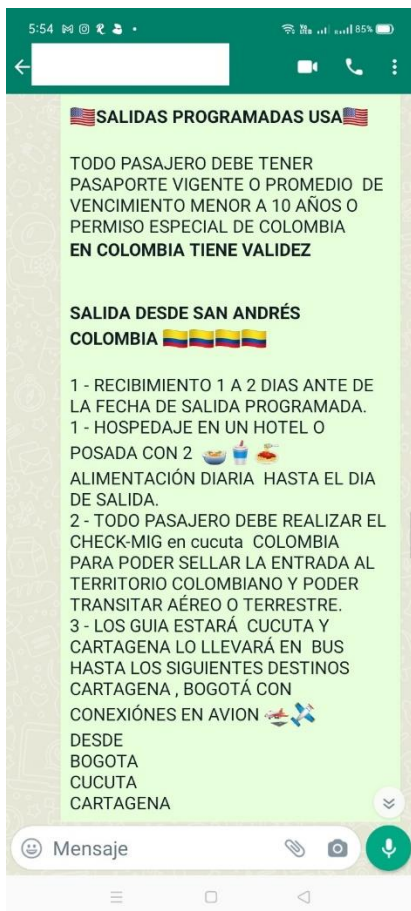 5:54
85%
🇺🇸SALIDAS PROGRAMADAS USA🇺🇸
TODO PASAJERO DEBE TENER
PASAPORTE VIGENTE O PROMEDIO DE
VENCIMIENTO MENOR A 10 AÑOS O
PERMISO ESPECIAL DE COLOMBIA
EN COLOMBIA TIENE VALIDEZ
SALIDA DESDE SAN ANDRÉS
COLOMBIA 🇨🇴🇨🇴🇨🇴🇨🇴
1 - RECIBIMIENTO 1 A 2 DIAS ANTE DE
LA FECHA DE SALIDA PROGRAMADA.
1 - HOSPEDAJE EN UN HOTEL O
POSADA CON 2 🍲🥤🍝
ALIMENTACIÓN DIARIA HASTA EL DIA
DE SALIDA.
2 - TODO PASAJERO DEBE REALIZAR EL
CHECK-MIG en cucuta COLOMBIA
PARA PODER SELLAR LA ENTRADA AL
TERRITORIO COLOMBIANO Y PODER
TRANSITAR AÉREO O TERRESTRE.
3 - LOS GUIA ESTARÁ CUCUTA Y
CARTAGENA LO LLEVARÁ EN BUS
HASTA LOS SIGUIENTES DESTINOS
CARTAGENA , BOGOTÁ CON
CONEXIÓNES EN AVION 🛫✈️
DESDE
BOGOTA
CUCUTA
CARTAGENA
Mensaje